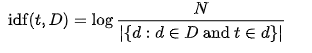 idf(t, D) = log N / |{d : d ∈ D and t ∈ d}|